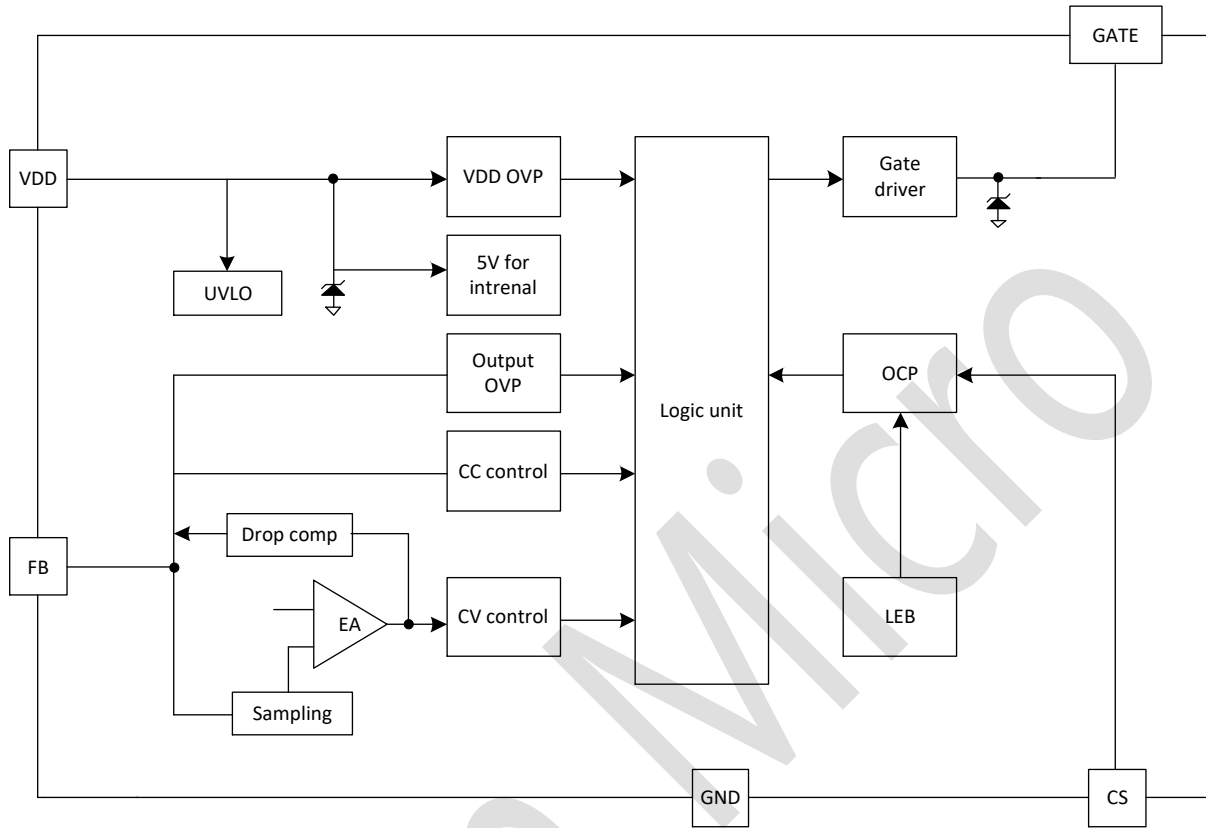 GATE
VDD
VDD OVP
Gate
driver
UVLO
5V for
intrenal
Output
OVP
Logic unit
OCP
CC control
Drop comp
FB
EA
CV control
LEB
Sampling
GND
CS
Micro